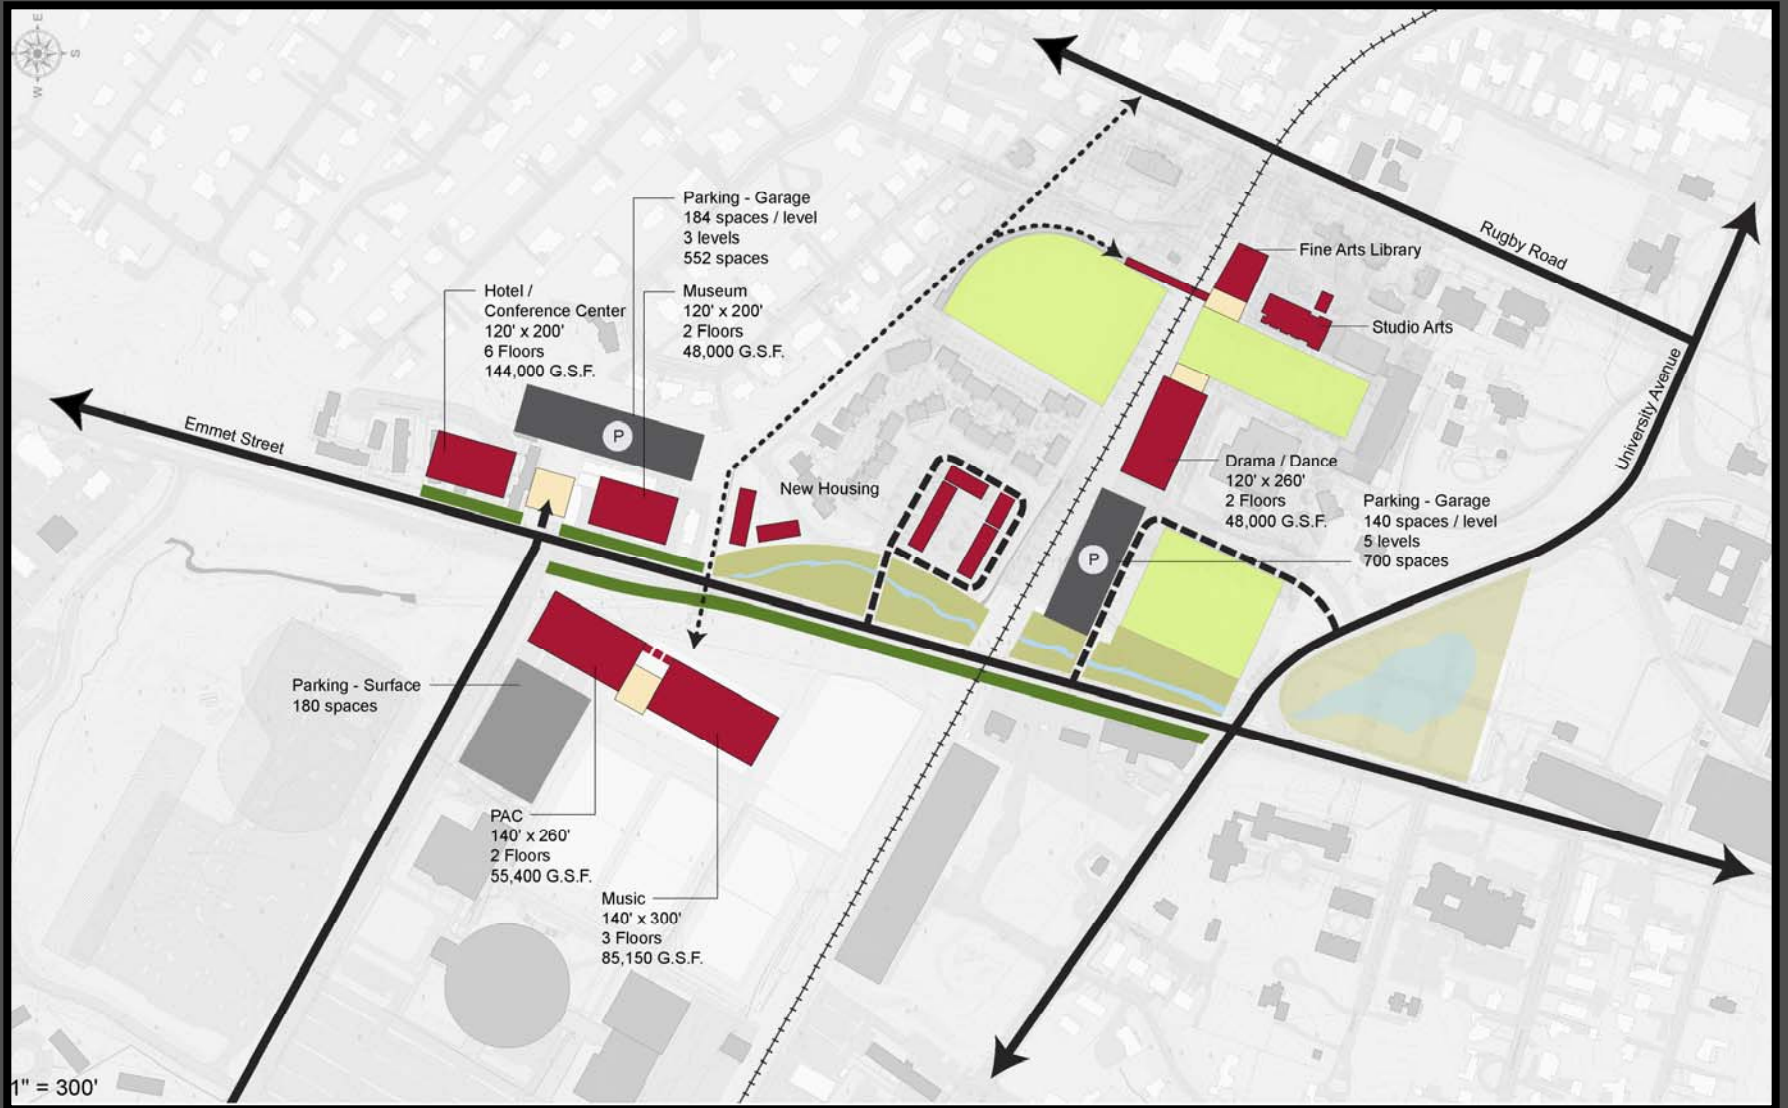 E
S
W
Parking - Garage
184 spaces / level
3 levels
552 spaces
Hotel /
Conference Center
120' x 200'
6 Floors
144,000 G.S.F.
Museum
120' x 200'
2 Floors
48,000 G.S.F.
Rugby Road
Fine Arts Library
Studio Arts
University Avenue
Emmet Street
P
New Housing
Drama / Dance
120' x 260'
2 Floors
48,000 G.S.F.
Parking - Garage
140 spaces / level
5 levels
700 spaces
P
Parking - Surface
180 spaces
PAC
140' x 260'
2 Floors
55,400 G.S.F.
Music
140' x 300'
3 Floors
85,150 G.S.F.
1" = 300'